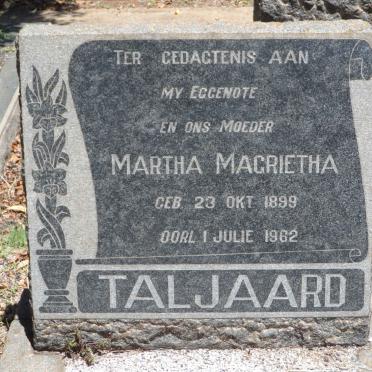 TER GEDAGTENIS AAN
MY EGGENOTE
EN ONS MOEDER
MARTHA MAGRIETHA
GEB 23 OKT 1899
OORL 1 JULIE 1962
TALJAARD